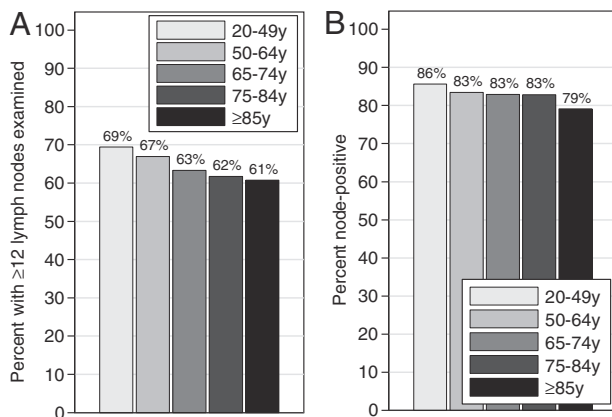 A
Percent with ≥12 lymph nodes examined
100
90
80
70
60
50
40
30
20
10
0
20-49y
50-64y
65-74y
75-84y
≥85y
69%
67%
63%
62%
61%
B
Percent node-positive
100
90
80
70
60
50
40
30
20
10
0
86%
83%
83%
83%
79%
20-49y
50-64y
65-74y
75-84y
≥85y